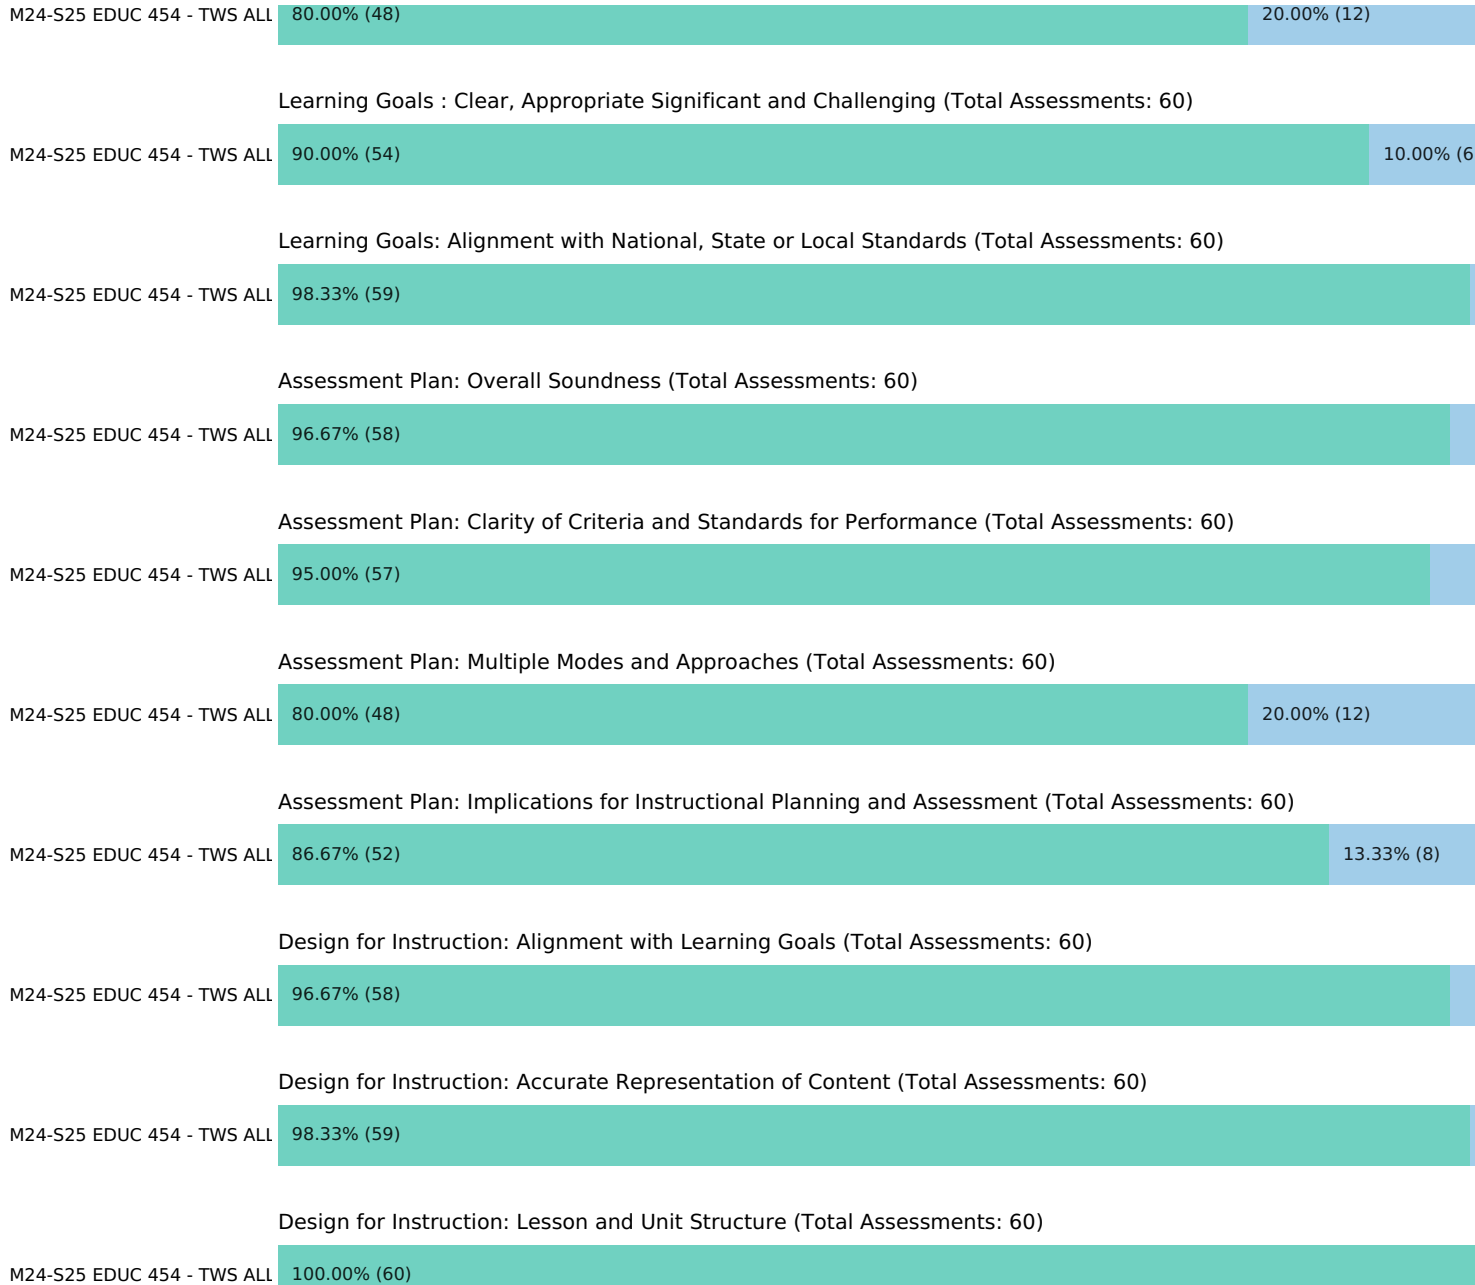 M24-S25 EDUC 454 - TWS ALL 80.00% (48) 20.00% (12)
Learning Goals : Clear, Appropriate Significant and Challenging (Total Assessments: 60)
M24-S25 EDUC 454 - TWS ALL 90.00% (54) 10.00% (6
Learning Goals: Alignment with National, State or Local Standards (Total Assessments: 60)
M24-S25 EDUC 454 - TWS ALL 98.33% (59)
Assessment Plan: Overall Soundness (Total Assessments: 60)
M24-S25 EDUC 454 - TWS ALL 96.67% (58)
Assessment Plan: Clarity of Criteria and Standards for Performance (Total Assessments: 60)
M24-S25 EDUC 454 - TWS ALL 95.00% (57)
Assessment Plan: Multiple Modes and Approaches (Total Assessments: 60)
M24-S25 EDUC 454 - TWS ALL 80.00% (48) 20.00% (12)
Assessment Plan: Implications for Instructional Planning and Assessment (Total Assessments: 60)
M24-S25 EDUC 454 - TWS ALL 86.67% (52) 13.33% (8)
Design for Instruction: Alignment with Learning Goals (Total Assessments: 60)
M24-S25 EDUC 454 - TWS ALL 96.67% (58)
Design for Instruction: Accurate Representation of Content (Total Assessments: 60)
M24-S25 EDUC 454 - TWS ALL 98.33% (59)
Design for Instruction: Lesson and Unit Structure (Total Assessments: 60)
M24-S25 EDUC 454 - TWS ALL 100.00% (60)